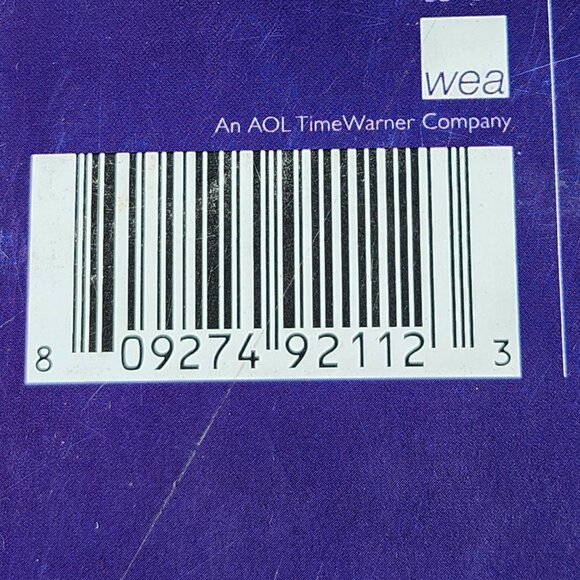 wea
An AOL TimeWarner Company
8 09274 92112 3